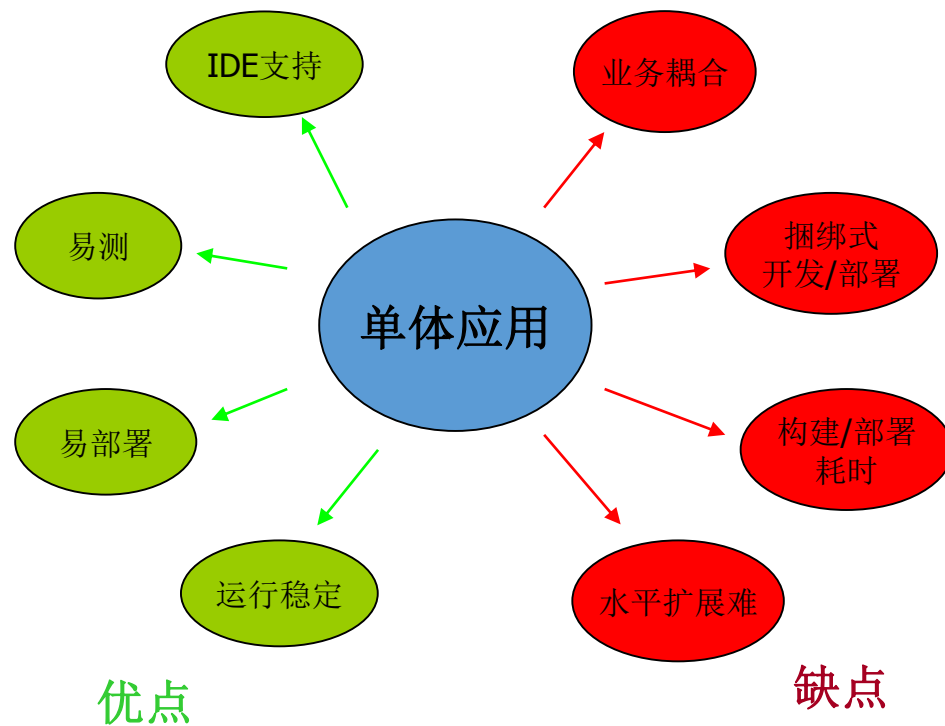 IDE支持
业务耦合
易测
捆绑式
开发/部署
单体应用
易部署
构建/部署
耗时
运行稳定
水平扩展难
优点
缺点